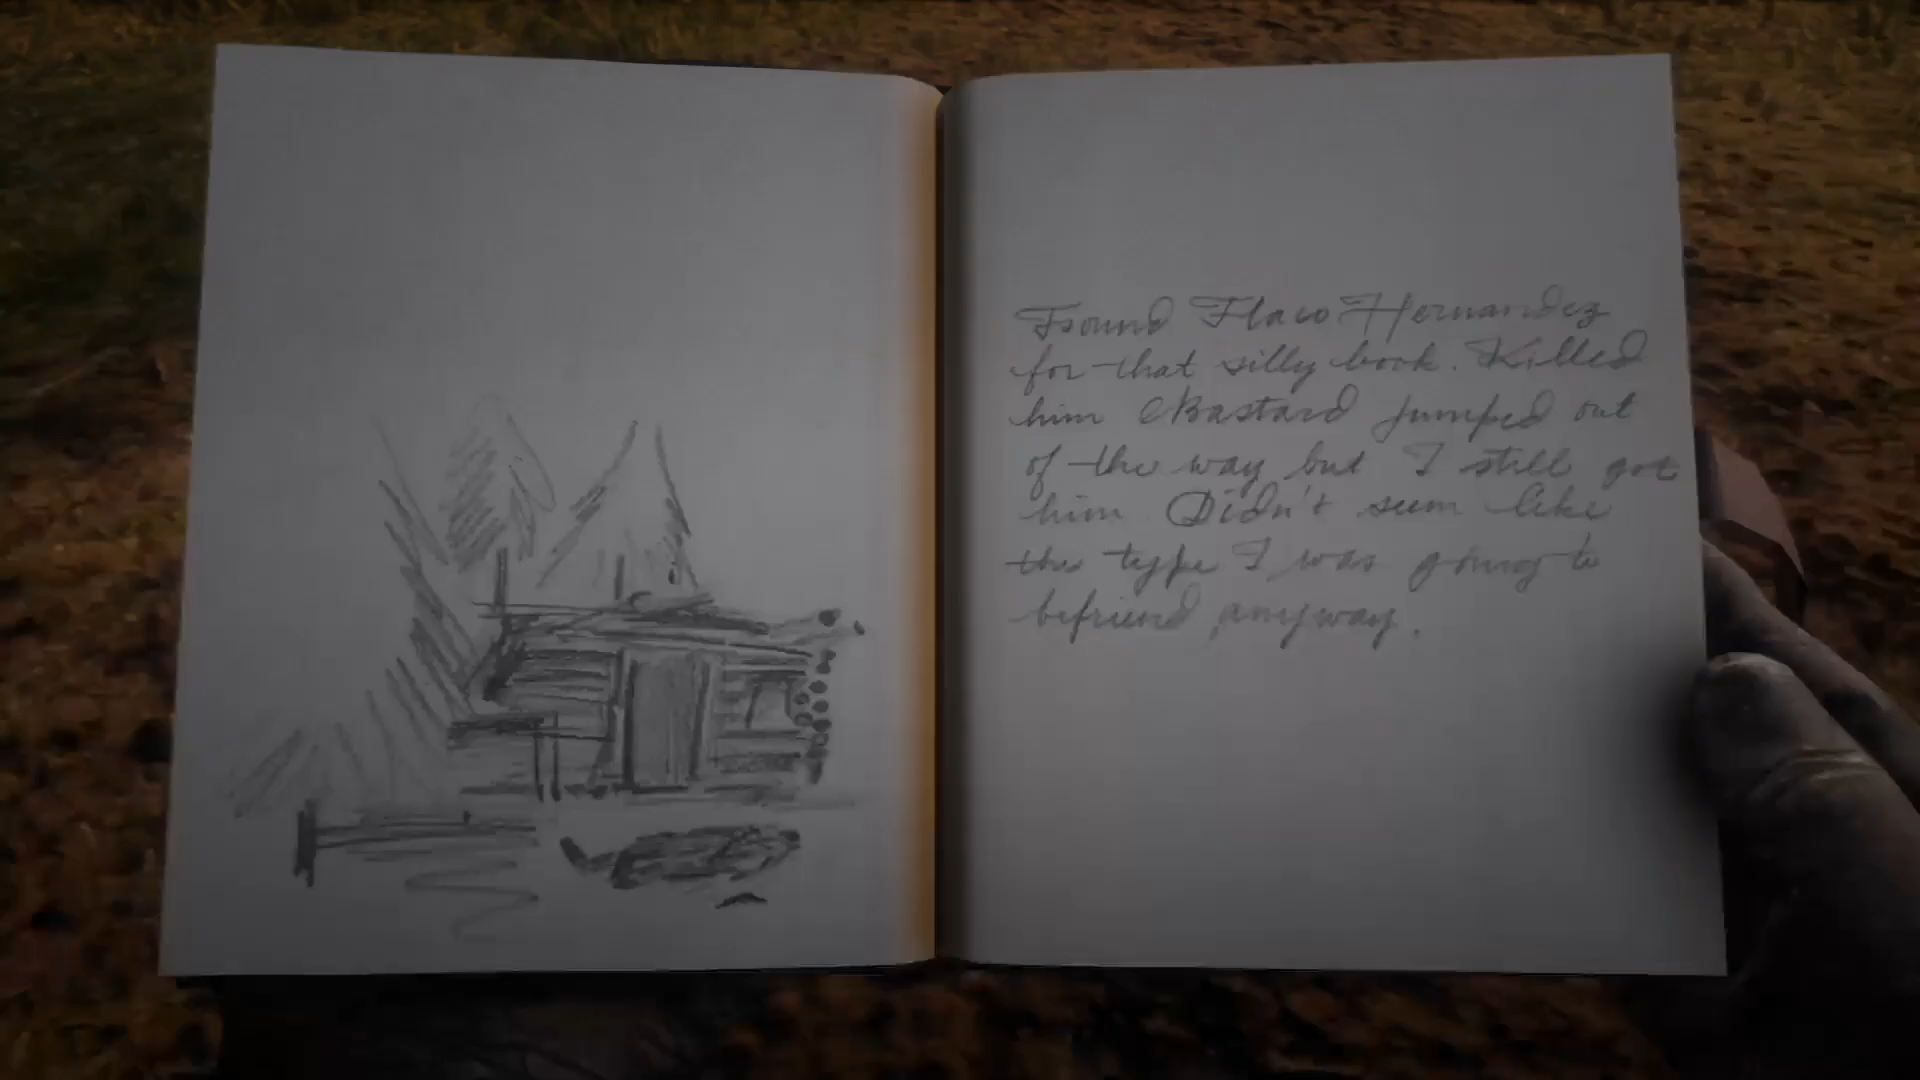 Found Flaco Hernandez
for that silly book. Killed
him Bastard jumped out
of the way but I still got
him. Didn't seem like
the type I was going to
befriend anyway.